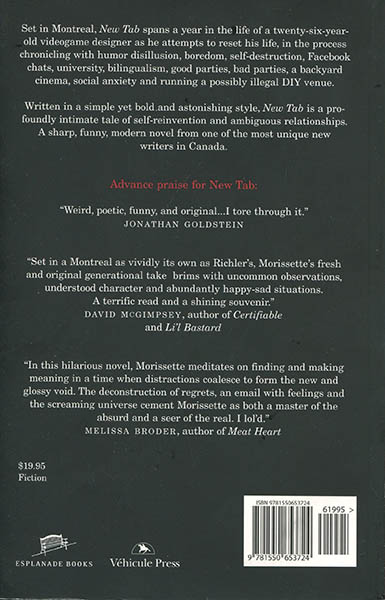 Set in Montreal, New Tab spans a year in the life of a twenty-six-year-
old videogame designer as he attempts to reset his life, in the process
chronicling with humor disillusion, boredom, self-destruction, Facebook
chats, university, bilingualism, good parties, bad parties, a backyard
cinema, social anxiety and running a possibly illegal DIY venue.
Written in a simple yet bold and astonishing style, New Tab is a pro-
foundly intimate tale of self-reinvention and ambiguous relationships.
A sharp, funny, modern novel from one of the most unique new
writers in Canada.
Advance praise for New Tab:
“Weird, poetic, funny, and original...I tore through it.”
JONATHAN GOLDSTEIN
“Set in a Montreal as vividly its own as Richler’s, Morissette’s fresh
and original generational take brims with uncommon observations,
understood character and abundantly happy-sad situations.
A terrific read and a shining souvenir.”
DAVID MCGIMPSEY, author of Certifiable
and Li’l Bastard
“In this hilarious novel, Morissette meditates on finding and making
meaning in a time when distractions coalesce to form the new and
glossy void. The deconstruction of regrets, an email with feelings and
the screaming universe cement Morissette as both a master of the
absurd and a seer of the real. I lol’d.”
MELISSA BRODER, author of Meat Heart
$19.95
Fiction
ESPLANADE BOOKS
Véhicule Press
ISBN 9781550653724
61995 >
9 781550 653724